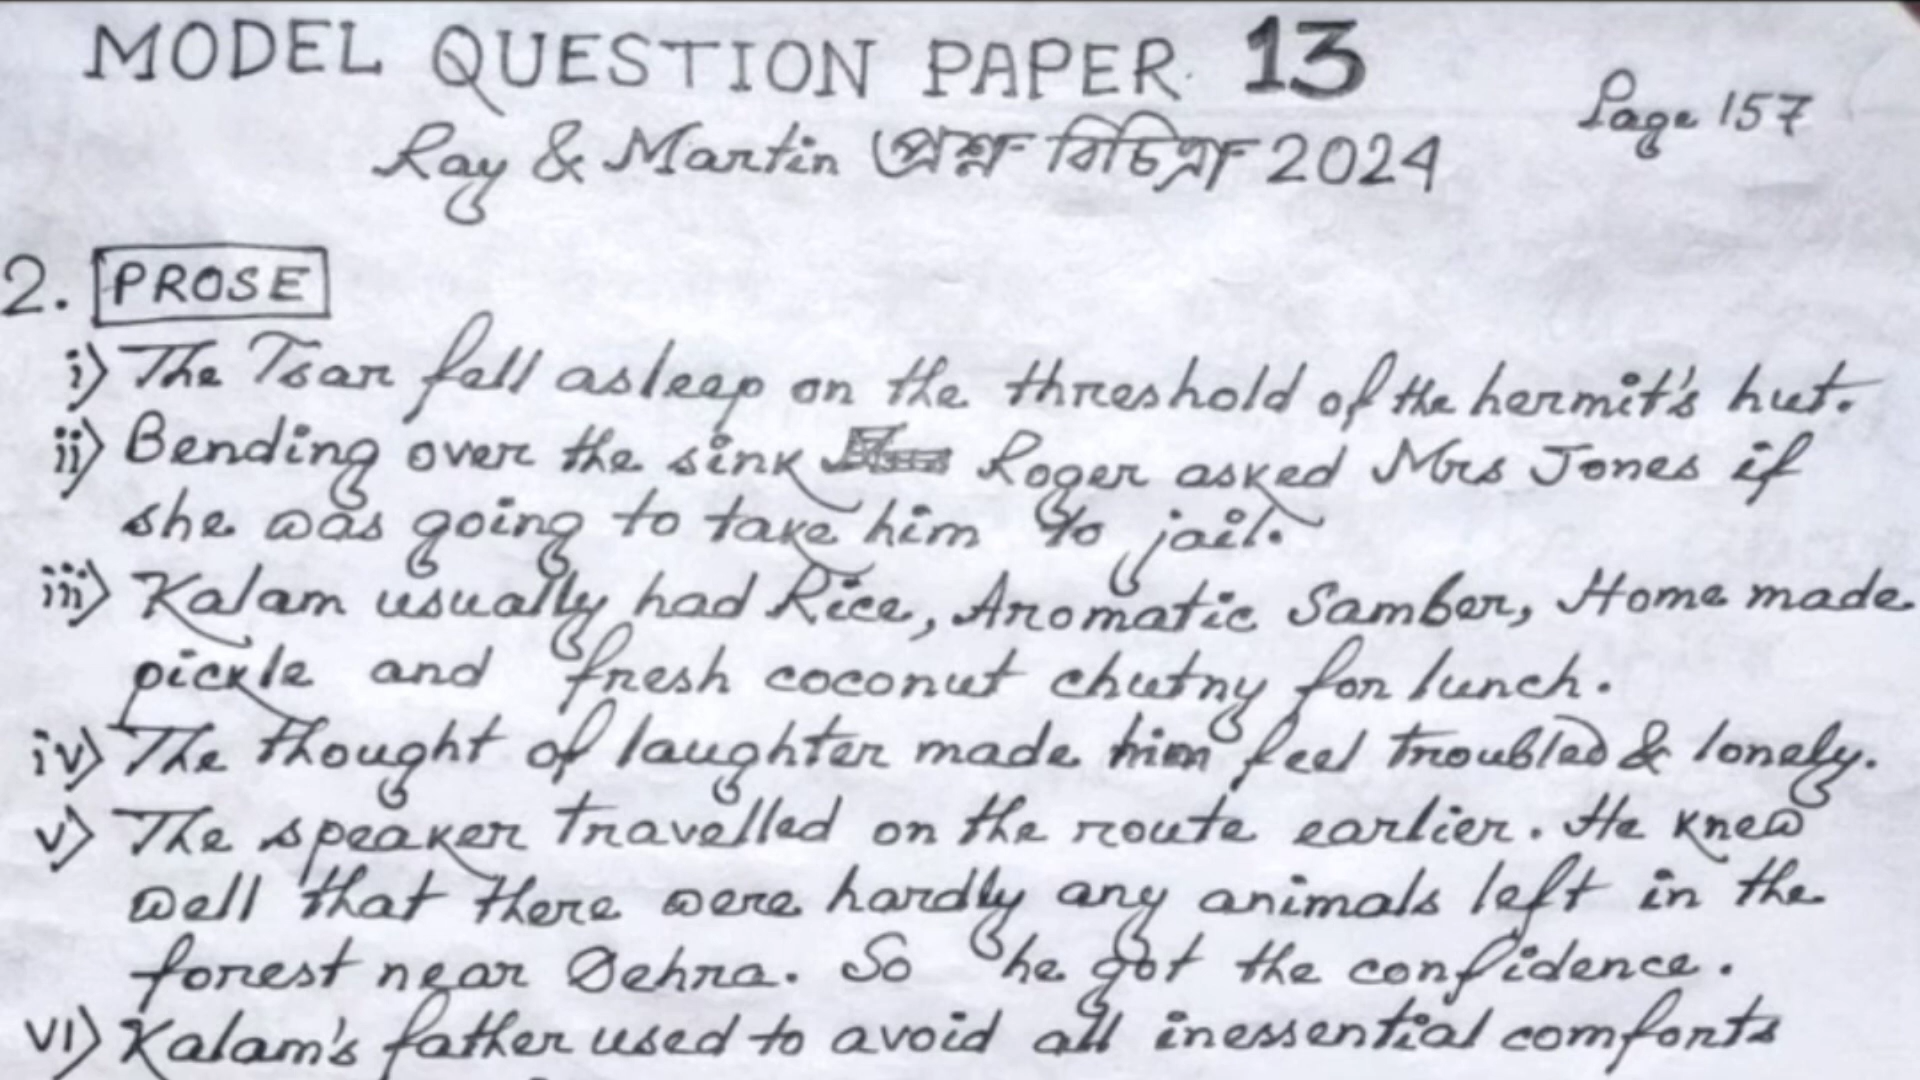 MODEL QUESTION PAPER 13
Page 157
Ray & Martin প্রশ্ন বিচিত্রা 2024
2. PROSE
i) The Tsar fell asleep on the threshold of the hermit's hut.
ii) Bending over the sink Roger asked Mrs Jones if
she was going to take him to jail.
iii) Kalam usually had Rice, Aromatic Samber, Home made
pickle and fresh coconut chutny for lunch.
iv) The thought of laughter made him feel troubled & lonely.
v) The speaker travelled on the route earlier. He knew
well that there were hardly any animals left in the
forest near Dehra. So he got the confidence.
vi) Kalam's father used to avoid all inessential comforts